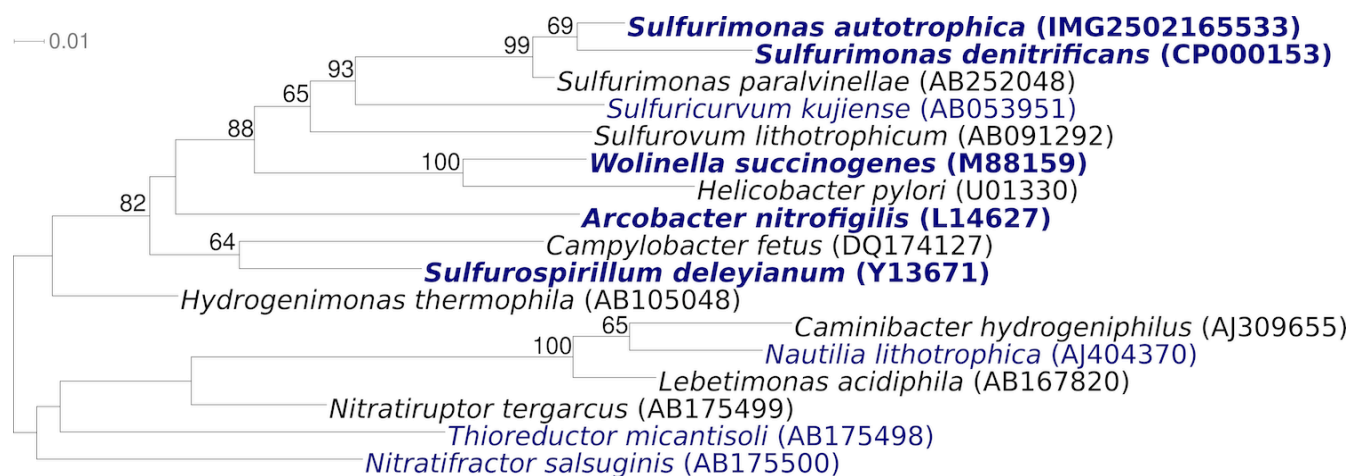 69 Sulfurimonas autotrophica (IMG2502165533)
0.01
99 Sulfurimonas denitrificans (CP000153)
93 Sulfurimonas paralvinellae (AB252048)
65 Sulfuricurvum kujiense (AB053951)
88 Sulfurovum lithotrophicum (AB091292)
100 Wolinella succinogenes (M88159)
Helicobacter pylori (U01330)
82 Arcobacter nitrofigilis (L14627)
64 Campylobacter fetus (DQ174127)
Sulfurospirillum deleyianum (Y13671)
Hydrogenimonas thermophila (AB105048)
65 Caminibacter hydrogeniphilus (AJ309655)
100 Nautilia lithotrophica (AJ404370)
Lebetimonas acidiphila (AB167820)
Nitratiruptor tergarcus (AB175499)
Thioreductor micantisoli (AB175498)
Nitratifractor salsuginis (AB175500)